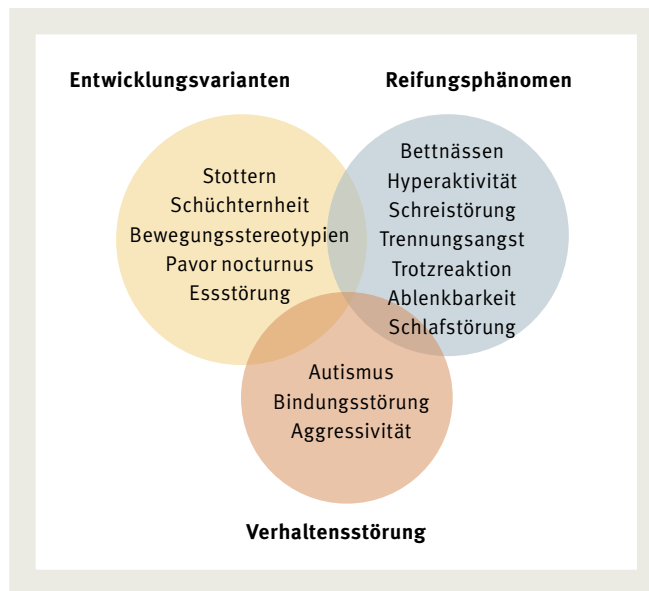 Entwicklungsvarianten
Reifungsphänomen
Stottern
Schüchternheit
Bewegungsstereotypien
Pavor nocturnus
Essstörung
Bettnässen
Hyperaktivität
Schreistörung
Trennungsangst
Trotzreaktion
Ablenkbarkeit
Schlafstörung
Autismus
Bindungsstörung
Aggressivität
Verhaltensstörung